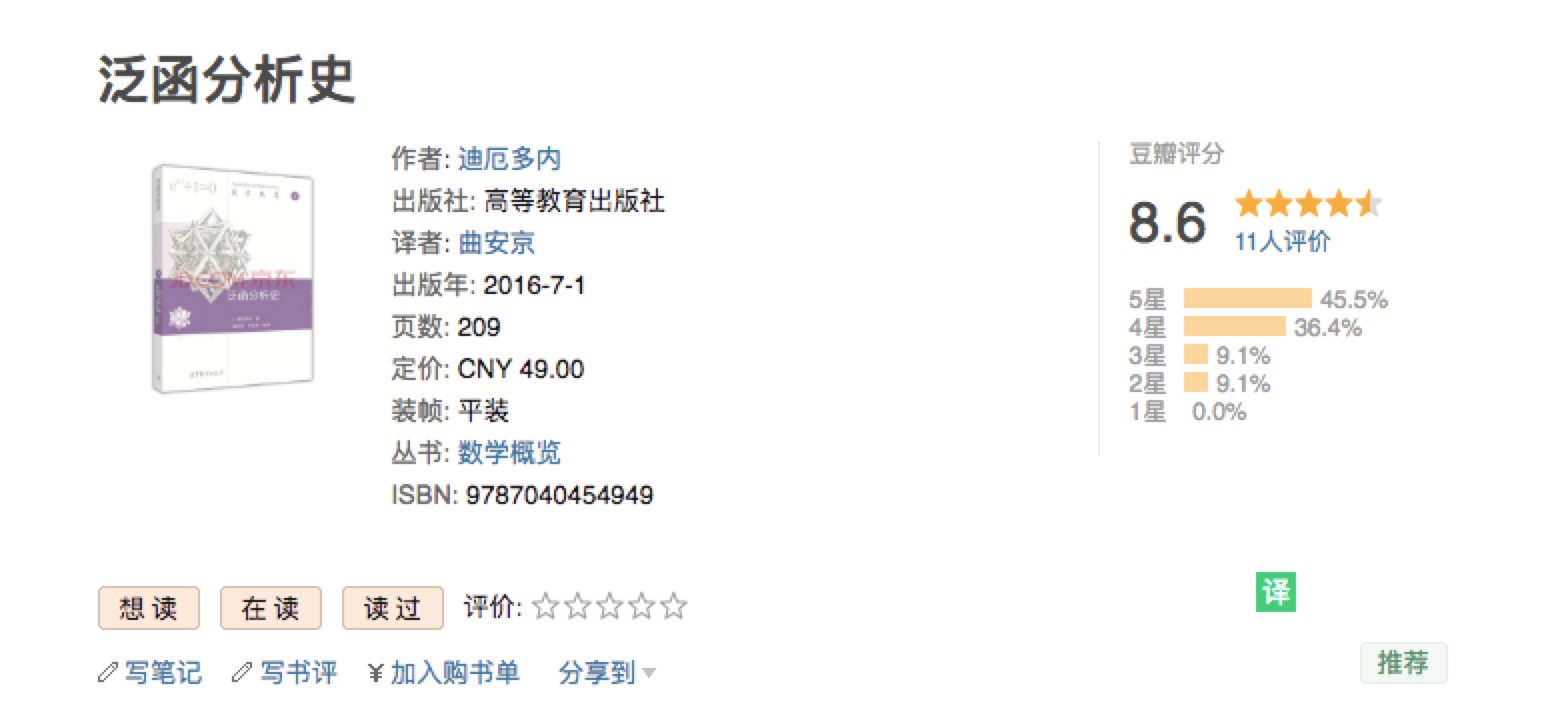 泛函分析史
作者: 迪厄多内
出版社: 高等教育出版社
译者: 曲安京
出版年: 2016-7-1
页数: 209
定价: CNY 49.00
装帧: 平装
丛书: 数学概览
ISBN: 9787040454949
JD.COM 京东
泛函分析史
豆瓣评分
8.6
11人评价
5星 45.5%
4星 36.4%
3星 9.1%
2星 9.1%
1星 0.0%
想读 在读 读过 评价:
译
写笔记 写书评 ¥加入购书单 分享到
推荐